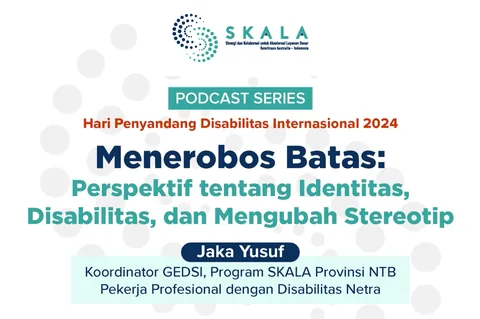 SKALA
Sinergi dan Kolaborasi untuk Akselerasi Layanan Dasar
Kemitraan Australia – Indonesia
PODCAST SERIES
Hari Penyandang Disabilitas Internasional 2024
Menerobos Batas:
Perspektif tentang Identitas,
Disabilitas, dan Mengubah Stereotip
Jaka Yusuf
Koordinator GEDSI, Program SKALA Provinsi NTB
Pekerja Profesional dengan Disabilitas Netra